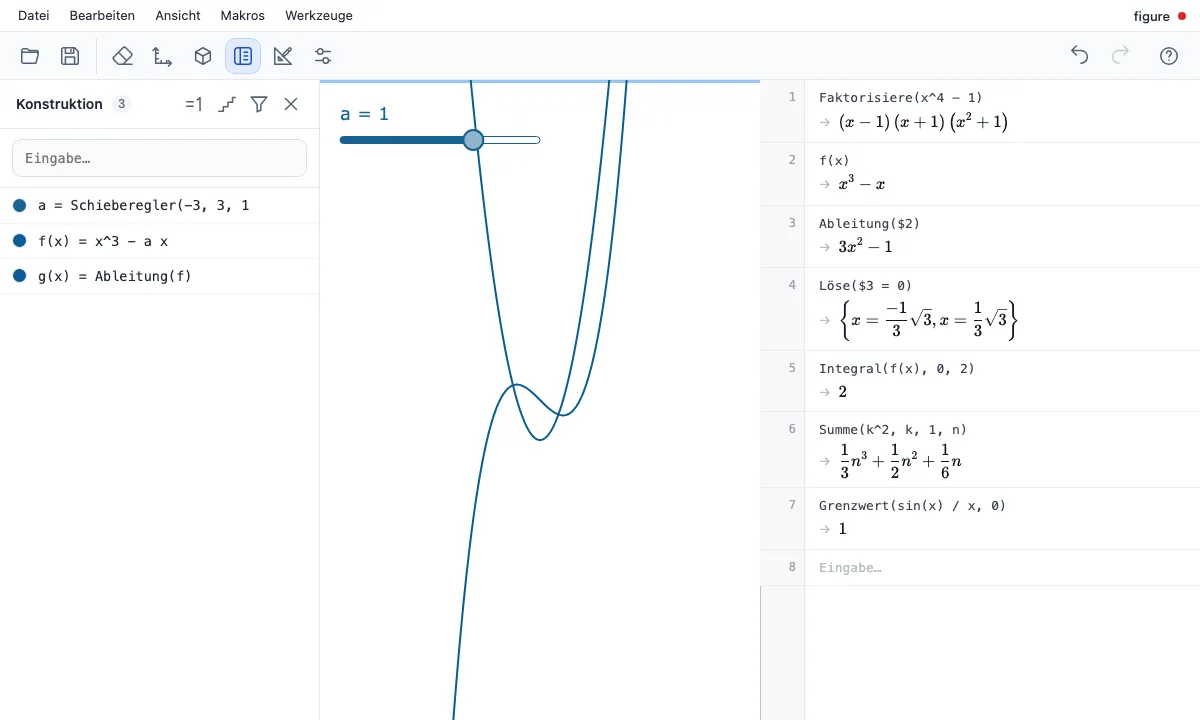 Datei Bearbeiten Ansicht Makros Werkzeuge figure
Konstruktion 3 =1
Eingabe…
a = Schieberegler(−3, 3, 1
f(x) = x^3 − a x
g(x) = Ableitung(f)
a = 1
1 Faktorisiere(x^4 − 1)
→ (x − 1) (x + 1) (x² + 1)
2 f(x)
→ x³ − x
3 Ableitung($2)
→ 3x² − 1
4 Löse($3 = 0)
→ {x = −1/3 √3, x = 1/3 √3}
5 Integral(f(x), 0, 2)
→ 2
6 Summe(k^2, k, 1, n)
→ 1/3 n³ + 1/2 n² + 1/6 n
7 Grenzwert(sin(x) / x, 0)
→ 1
8 Eingabe…